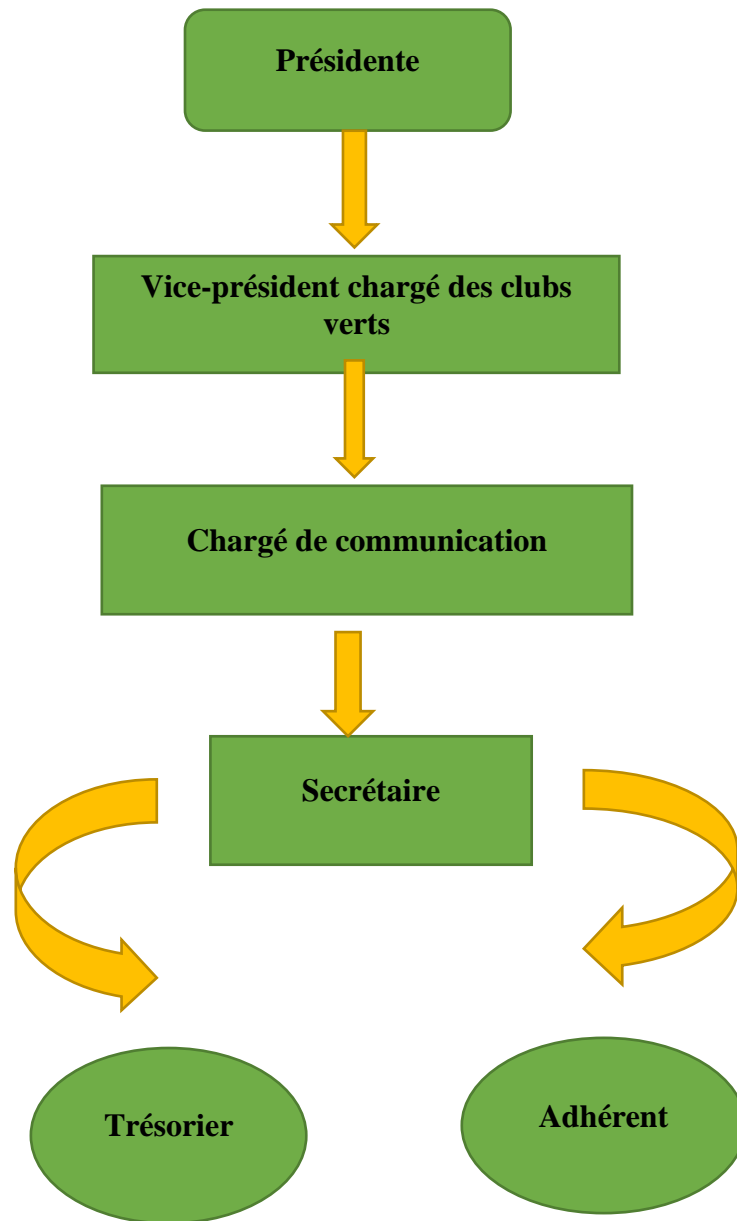 Présidente
Vice-président chargé des clubs
verts
Chargé de communication
Secrétaire
Trésorier
Adhérent